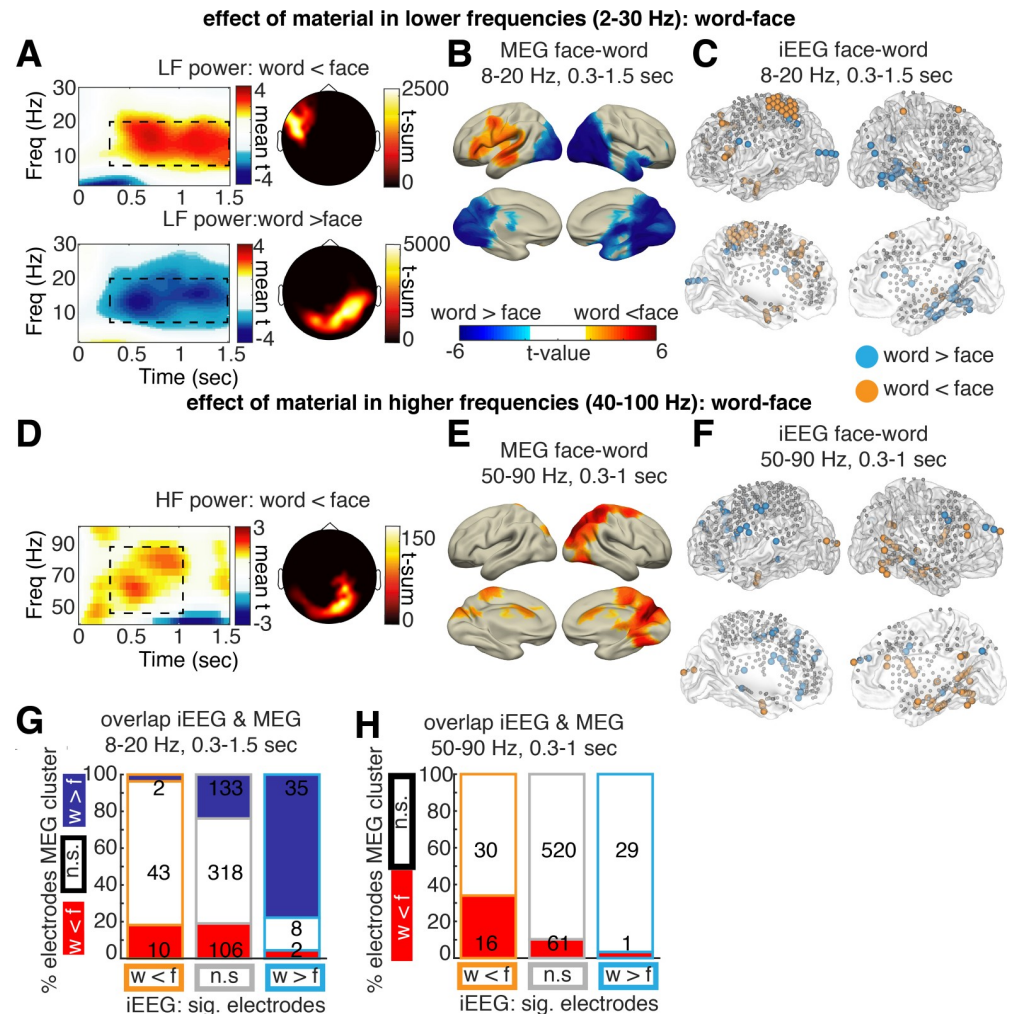 effect of material in lower frequencies (2-30 Hz): word-face
A
LF power: word < face
Freq (Hz)
30
20
10
0
0.5
1
1.5
4
mean t
-4
2500
t-sum
0
LF power:word >face
Freq (Hz)
30
20
10
0
0.5
1
1.5
Time (sec)
4
mean t
-4
5000
t-sum
0
B
MEG face-word
8-20 Hz, 0.3-1.5 sec
word > face
word <face
-6
t-value
6
C
iEEG face-word
8-20 Hz, 0.3-1.5 sec
word > face
word < face
effect of material in higher frequencies (40-100 Hz): word-face
D
HF power: word < face
Freq (Hz)
90
70
50
0
0.5
1
1.5
Time (sec)
3
mean t
-3
150
t-sum
0
E
MEG face-word
50-90 Hz, 0.3-1 sec
F
iEEG face-word
50-90 Hz, 0.3-1 sec
G
overlap iEEG & MEG
8-20 Hz, 0.3-1.5 sec
% electrodes MEG cluster
w < f
n.s.
w > f
100
80
60
40
20
0
2
133
35
43
318
8
10
106
2
w < f
n.s
w > f
iEEG: sig. electrodes
H
overlap iEEG & MEG
50-90 Hz, 0.3-1 sec
% electrodes MEG cluster
w < f
n.s.
100
80
60
40
20
0
30
520
29
16
61
1
w < f
n.s
w > f
iEEG: sig. electrodes